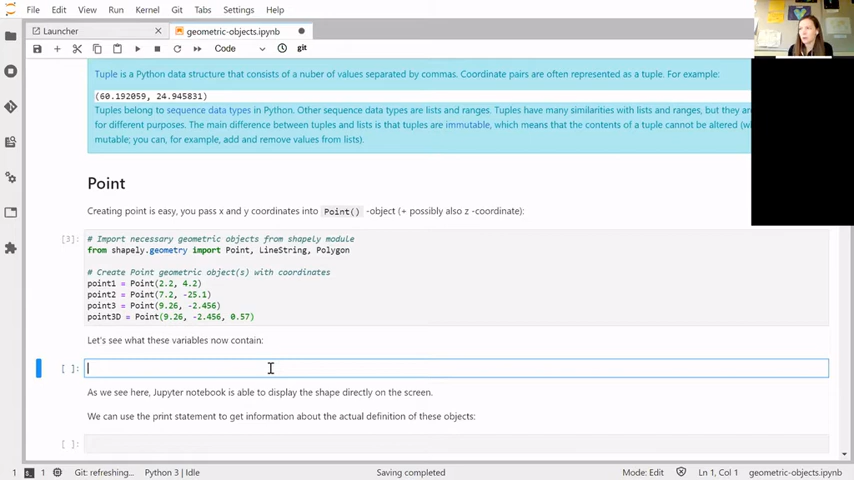 File Edit View Run Kernel Git Tabs Settings Help
Launcher × geometric-objects.ipynb
Code git
Tuple is a Python data structure that consists of a nuber of values separated by commas. Coordinate pairs are often represented as a tuple. For example:
(60.192059, 24.945831)
Tuples belong to sequence data types in Python. Other sequence data types are lists and ranges. Tuples have many similarities with lists and ranges, but they are
for different purposes. The main difference between tuples and lists is that tuples are immutable, which means that the contents of a tuple cannot be altered (w
mutable; you can, for example, add and remove values from lists).
Point
Creating point is easy, you pass x and y coordinates into Point() -object (+ possibly also z -coordinate):
[3]: # Import necessary geometric objects from shapely module
from shapely.geometry import Point, LineString, Polygon
# Create Point geometric object(s) with coordinates
point1 = Point(2.2, 4.2)
point2 = Point(7.2, -25.1)
point3 = Point(9.26, -2.456)
point3D = Point(9.26, -2.456, 0.57)
Let's see what these variables now contain:
[ ]:
As we see here, Jupyter notebook is able to display the shape directly on the screen.
We can use the print statement to get information about the actual definition of these objects:
[ ]:
1 1 Git: refreshing... Python 3 | Idle Saving completed Mode: Edit Ln 1, Col 1 geometric-objects.ipynb